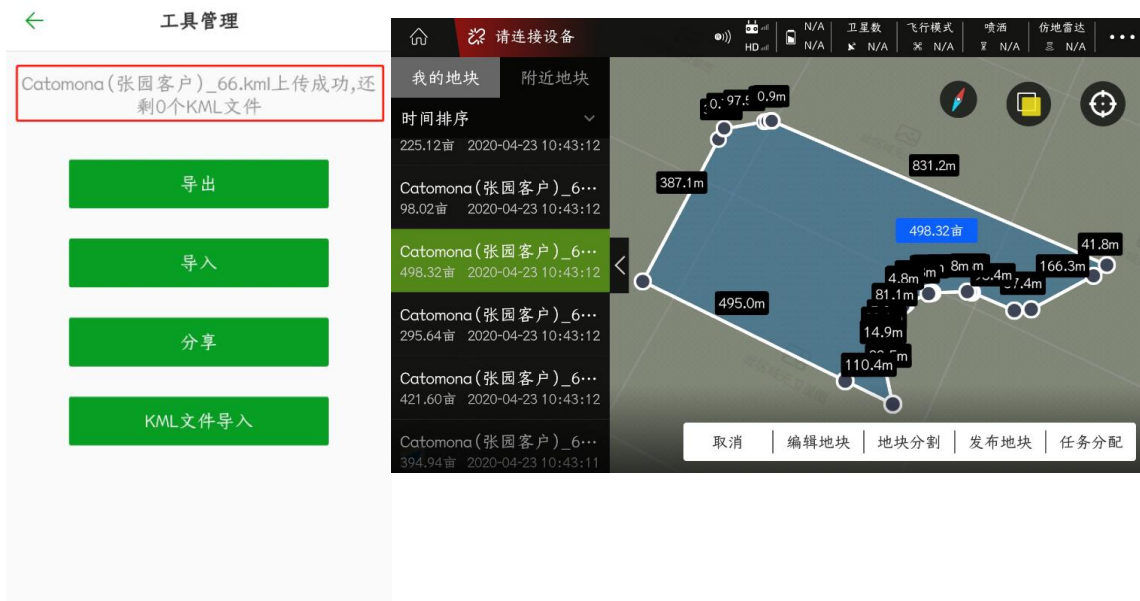 工具管理
Catomona(张园客户)_66.kml上传成功,还
剩0个KML文件
导出
导入
分享
KML文件导入
请连接设备
HD
N/A
N/A
卫星数
N/A
飞行模式
N/A
喷洒
N/A
仿地雷达
N/A
我的地块
附近地块
时间排序
225.12亩 2020-04-23 10:43:12
Catomona(张园客户)_6…
98.02亩 2020-04-23 10:43:12
Catomona(张园客户)_6…
498.32亩 2020-04-23 10:43:12
Catomona(张园客户)_6…
295.64亩 2020-04-23 10:43:12
Catomona(张园客户)_6…
421.60亩 2020-04-23 10:43:12
Catomona(张园客户)_6…
394.94亩 2020-04-23 10:43:11
0.9m
831.2m
387.1m
498.32亩
41.8m
166.3m
4.8m
81.1m
495.0m
14.9m
110.4m
取消
编辑地块
地块分割
发布地块
任务分配